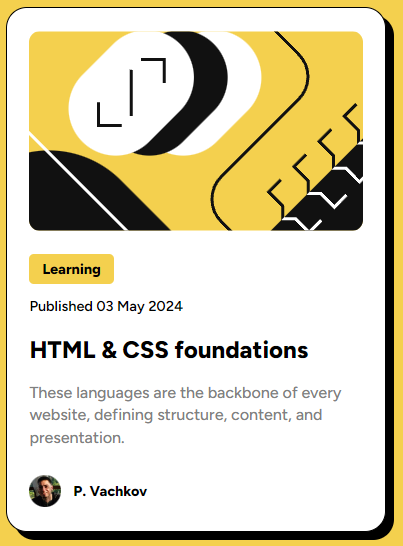 Learning
Published 03 May 2024
HTML & CSS foundations
These languages are the backbone of every
website, defining structure, content, and
presentation.
P. Vachkov